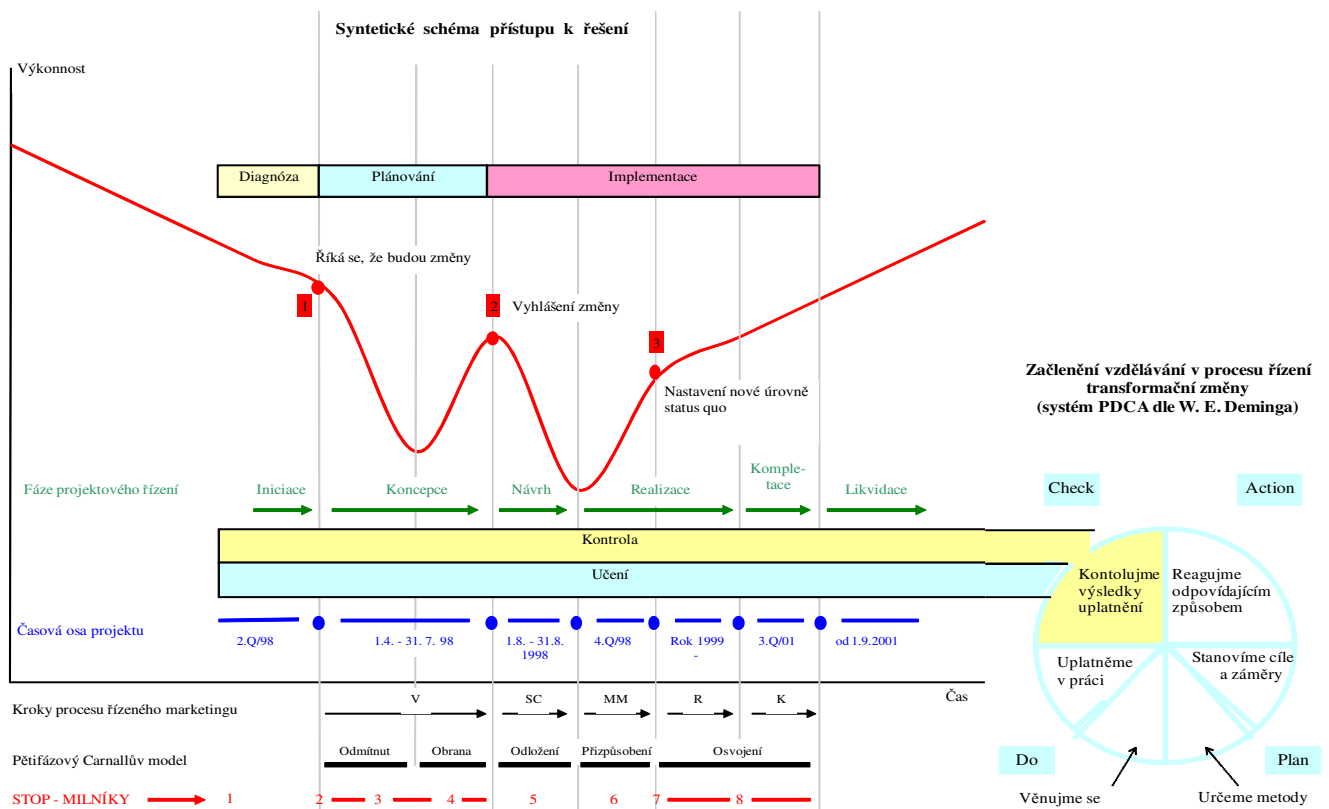 Syntetické schéma přístupu k řešení
Výkonnost
Diagnóza
Plánování
Implementace
Říká se, že budou změny
1
2
Vyhlášení změny
3
Nastavení nové úrovně
status quo
Začlenění vzdělávání v procesu řízení
transformační změny
(systém PDCA dle W. E. Deminga)
Fáze projektového řízení
Iniciace
Koncepce
Návrh
Realizace
Komple-
tace
Likvidace
Check
Action
Kontrola
Učení
Kontolujme
výsledky
uplatnění
Reagujme
odpovídajícím
způsobem
Uplatněme
v práci
Stanovíme cíle
a záměry
Časová osa projektu
2.Q/98
1.4. - 31. 7. 98
1.8. - 31.8.
1998
4.Q/98
Rok 1999
-
3.Q/01
od 1.9.2001
Čas
Kroky procesu řízeného marketingu
V
SC
MM
R
K
Pětifázový Carnallův model
Odmítnut
Obrana
Odložení
Přizpůsobení
Osvojení
Do
Plan
Věnujme se
Určeme metody
STOP - MILNÍKY
1
2
3
4
5
6
7
8